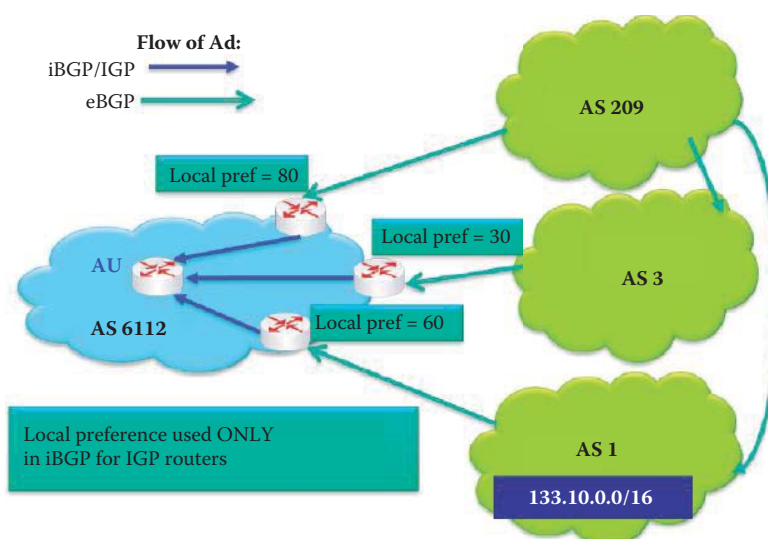 Flow of Ad:
iBGP/IGP
eBGP
AS 209
Local pref = 80
Local pref = 30
AU
AS 3
AS 6112
Local pref = 60
Local preference used ONLY
in iBGP for IGP routers
AS 1
133.10.0.0/16